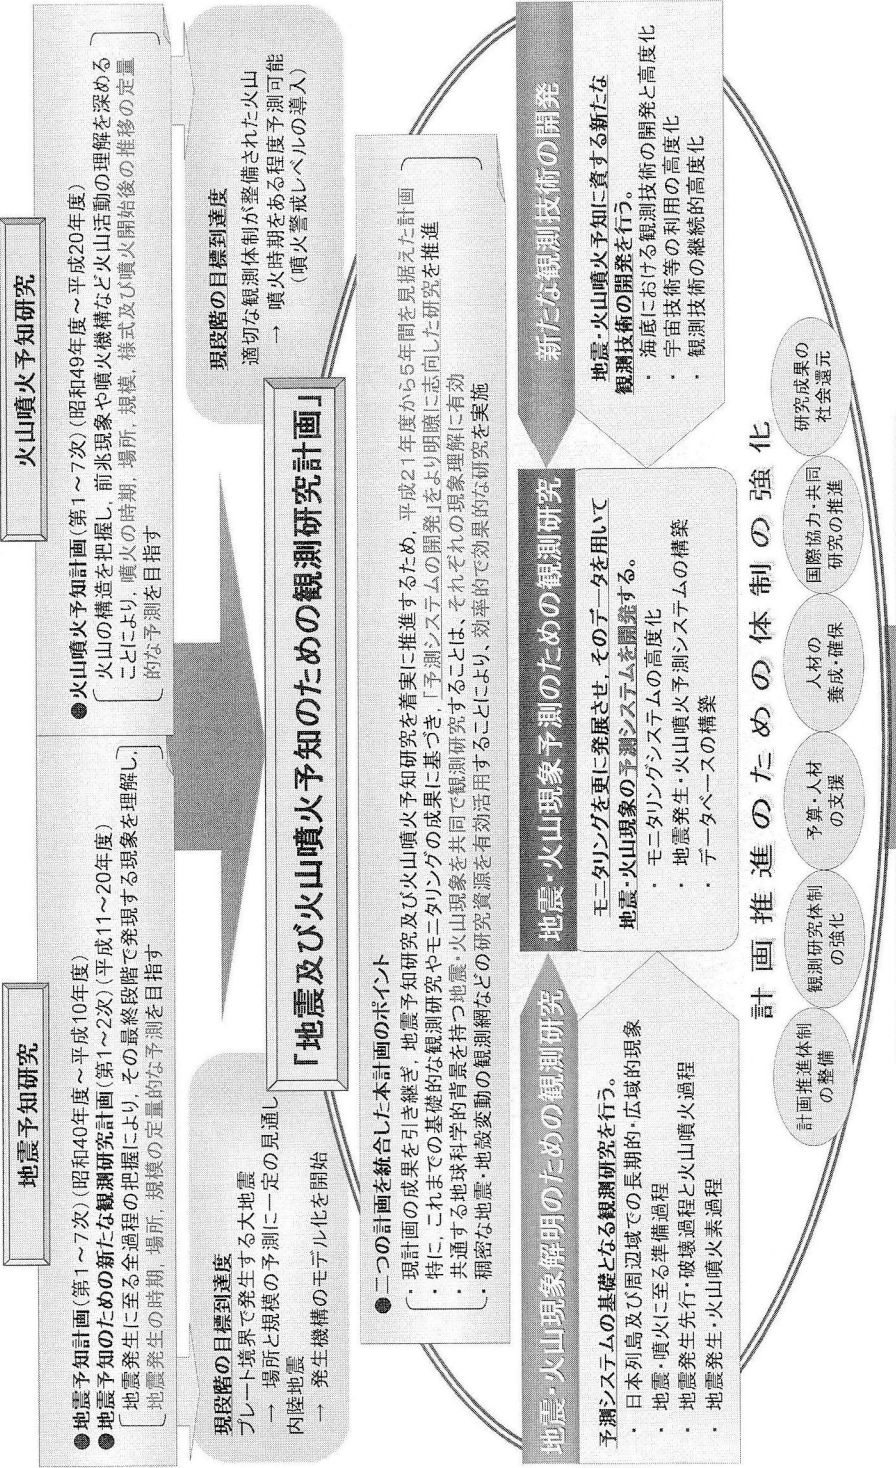 地震予知研究
●地震予知計画(第1～7次)(昭和40年度～平成10年度)
●地震予知のための新たな観測研究計画(第1～2次)(平成11～20年度)
地震発生に至る全過程の把握により,その最終段階で発現する現象を理解し,
地震発生の時期,場所,規模の定量的な予測を目指す
現段階の目標到達度
プレート境界で発生する大地震
→ 場所と規模の予測に一定の見通し
内陸地震
→ 発生機構のモデル化を開始
火山噴火予知研究
●火山噴火予知計画(第1～7次)(昭和49年度～平成20年度)
火山の構造を把握し,前兆現象や噴火機構など火山活動の理解を深める
ことにより,噴火の時期,場所,規模,様式及び噴火開始後の推移の定量
的な予測を目指す
現段階の目標到達度
適切な観測体制が整備された火山
→ 噴火時期をある程度予測可能
(噴火警戒レベルの導入)
「地震及び火山噴火予知のための観測研究計画」
●二つの計画を統合した本計画のポイント
・現計画の成果を引き継ぎ,地震予知研究及び火山噴火予知研究を着実に推進するため,平成21年度から5年間を見据えた計画
・特に,これまでの基礎的な観測研究やモニタリングの成果に基づき,「予測システムの開発」をより明瞭に志向した研究を推進
・共通する地球科学的背景を持つ地震・火山現象を共同で観測研究することは、それぞれの現象理解に有効
・稠密な地震・地殻変動の観測網などの研究資源を有効活用することにより、効率的で効果的な研究を実施
地震・火山現象解明のための観測研究
予測システムの基礎となる観測研究を行う。
・ 日本列島及び周辺域での長期的・広域的現象
・ 地震・噴火に至る準備過程
・ 地震発生先行・破壊過程と火山噴火過程
・ 地震発生・火山噴火素過程
地震・火山現象予測のための観測研究
モニタリングを更に発展させ、そのデータを用いて
地震・火山現象の予測システムを開発する。
・ モニタリングシステムの高度化
・ 地震発生・火山噴火予測システムの構築
・ データベースの構築
新たな観測技術の開発
地震・火山噴火予知に資する新たな
観測技術の開発を行う。
・ 海底における観測技術の開発と高度化
・ 宇宙技術等の利用の高度化
・ 観測技術の継続的高度化
計画推進のための体制の強化
計画推進体制
の整備
観測研究体制
の強化
予算・人材
の支援
人材の
養成・確保
国際協力・共同
研究の推進
研究成果の
社会還元